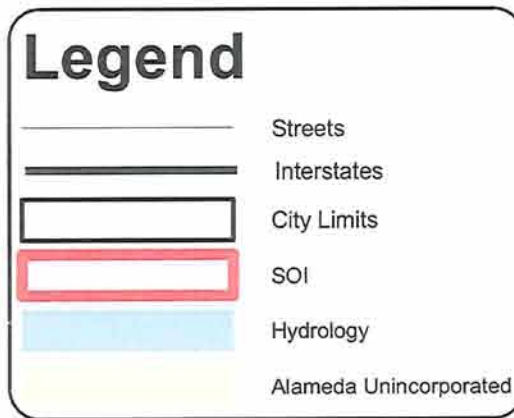 Legend
Streets
Interstates
City Limits
SOI
Hydrology
Alameda Unincorporated